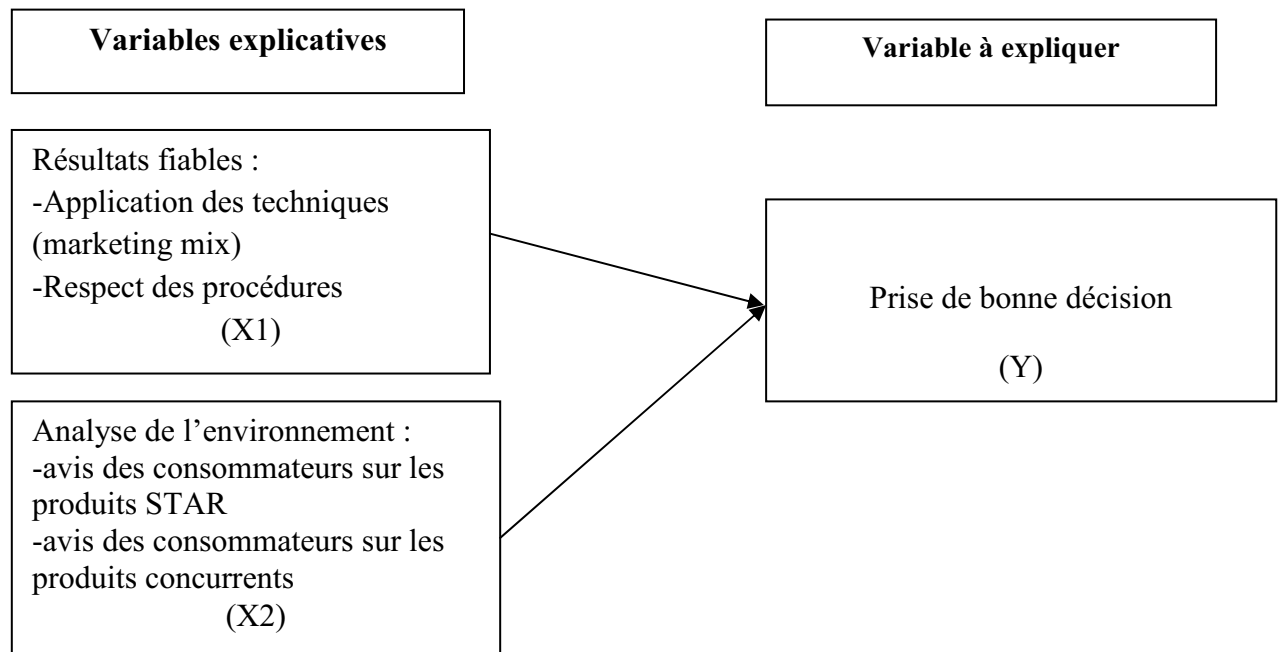 Variables explicatives
Variable à expliquer
Résultats fiables :
-Application des techniques
(marketing mix)
-Respect des procédures
(X1)
Prise de bonne décision
(Y)
Analyse de l’environnement :
-avis des consommateurs sur les
produits STAR
-avis des consommateurs sur les
produits concurrents
(X2)